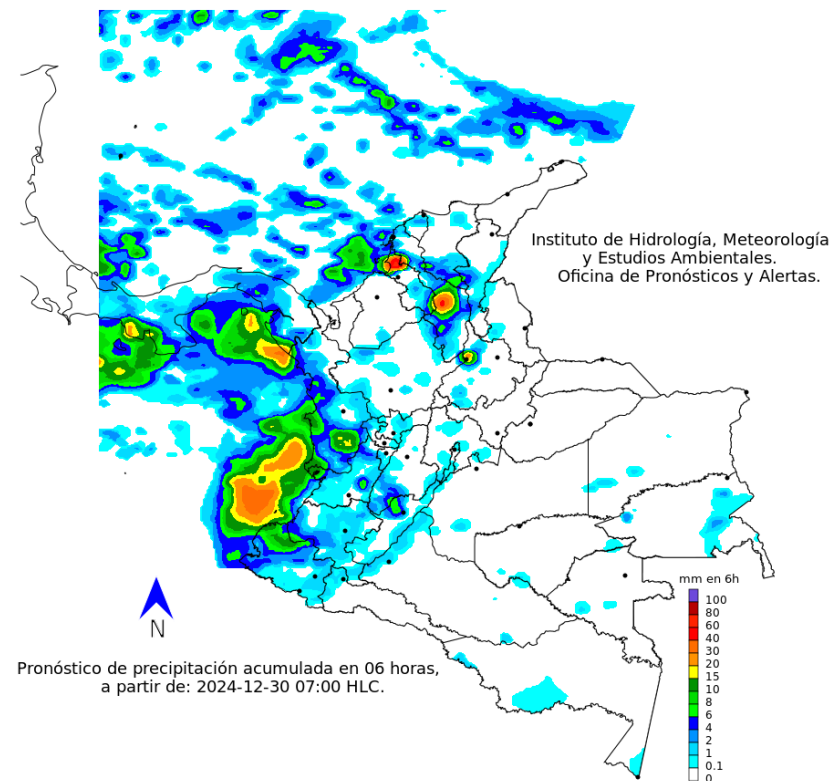 Instituto de Hidrología, Meteorología
y Estudios Ambientales.
Oficina de Pronósticos y Alertas.
N
mm en 6h
100
80
60
40
30
20
15
10
8
6
4
2
1
0.1
0
Pronóstico de precipitación acumulada en 06 horas,
a partir de: 2024-12-30 07:00 HLC.